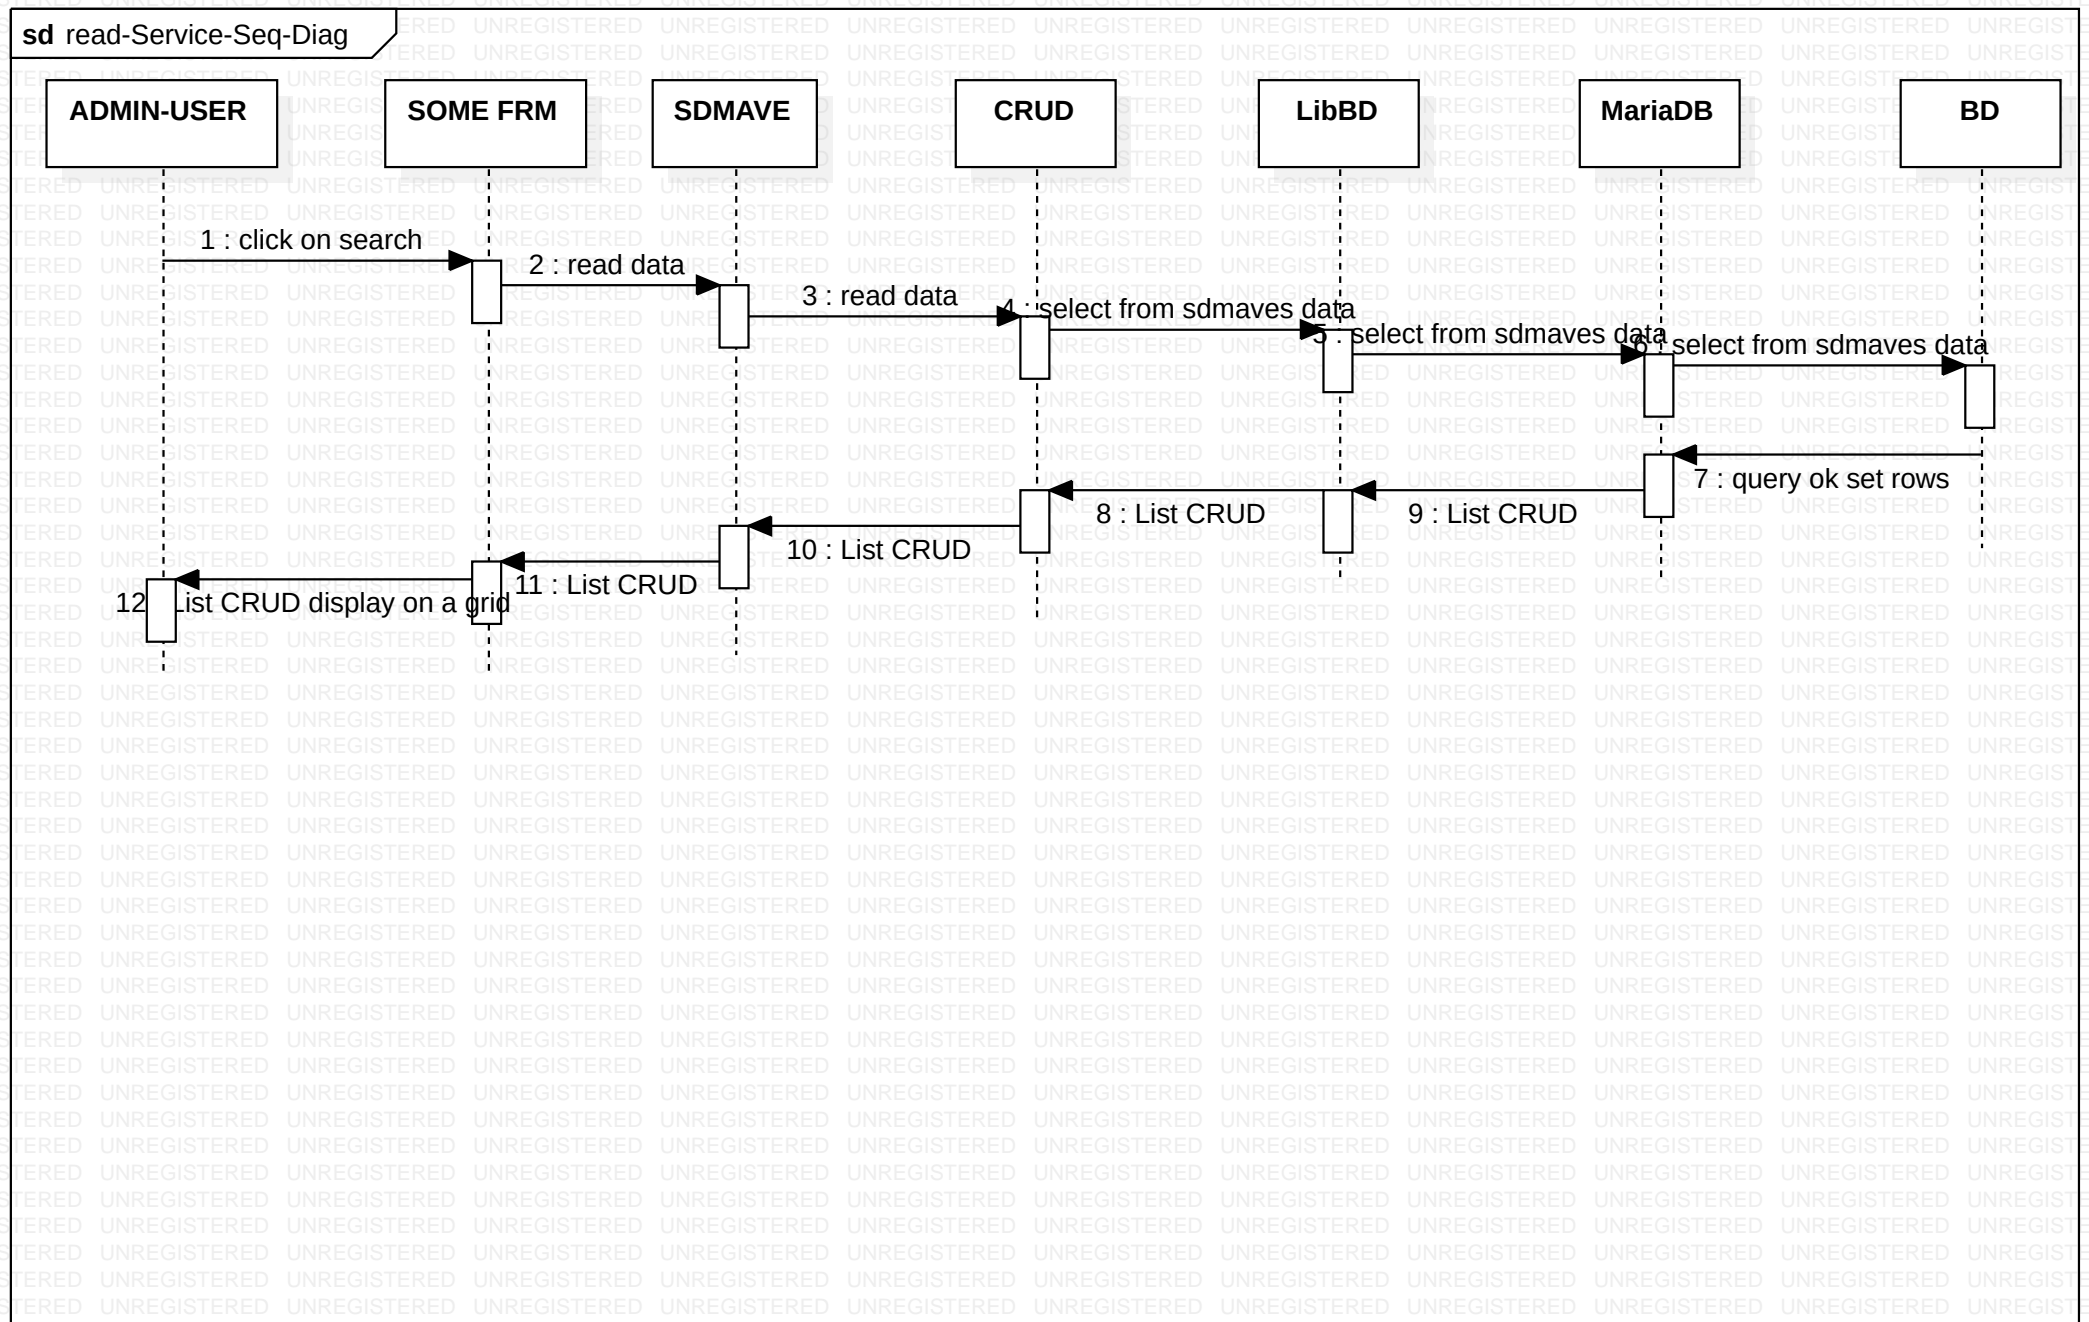 sd read-Service-Seq-Diag
ADMIN-USER
SOME FRM
SDMAVE
CRUD
LibBD
MariaDB
BD
1 : click on search
2 : read data
3 : read data
4 : select from sdmaves data
5 : select from sdmaves data
6 : select from sdmaves data
7 : query ok set rows
8 : List CRUD
9 : List CRUD
10 : List CRUD
11 : List CRUD
12 List CRUD display on a grid
UNREGISTERED